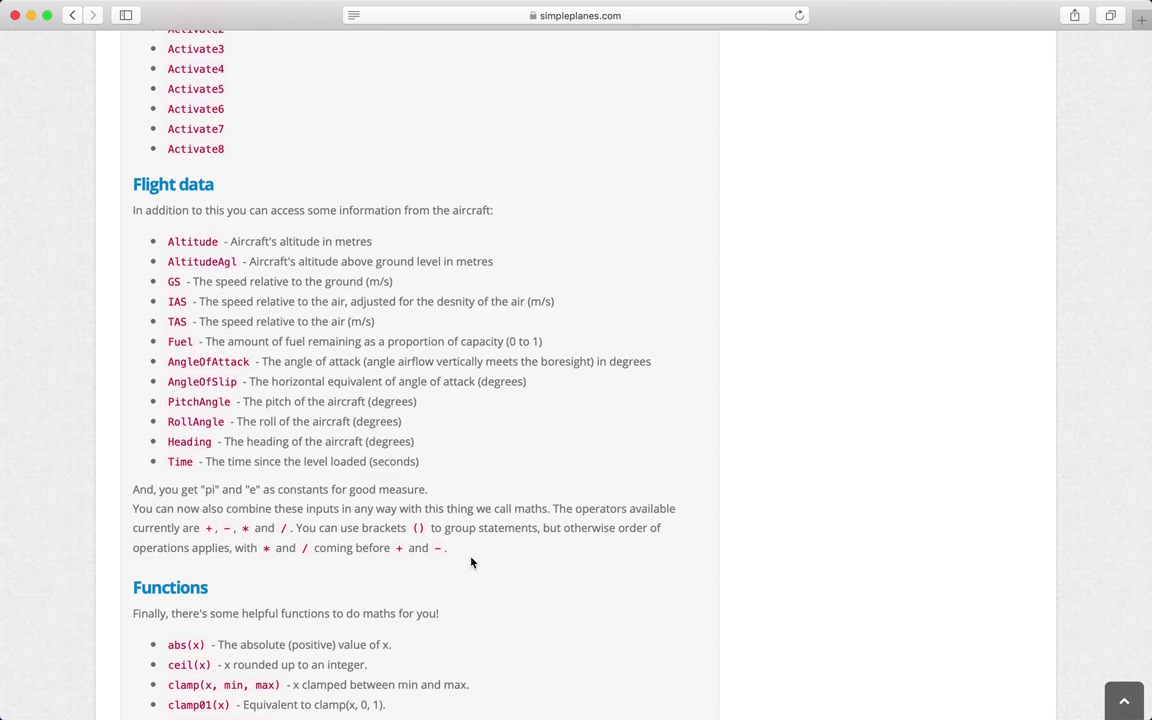 simpleplanes.com
Activate2
Activate3
Activate4
Activate5
Activate6
Activate7
Activate8
Flight data
In addition to this you can access some information from the aircraft:
Altitude - Aircraft's altitude in metres
AltitudeAgl - Aircraft's altitude above ground level in metres
GS - The speed relative to the ground (m/s)
IAS - The speed relative to the air, adjusted for the desnity of the air (m/s)
TAS - The speed relative to the air (m/s)
Fuel - The amount of fuel remaining as a proportion of capacity (0 to 1)
AngleOfAttack - The angle of attack (angle airflow vertically meets the boresight) in degrees
AngleOfSlip - The horizontal equivalent of angle of attack (degrees)
PitchAngle - The pitch of the aircraft (degrees)
RollAngle - The roll of the aircraft (degrees)
Heading - The heading of the aircraft (degrees)
Time - The time since the level loaded (seconds)
And, you get "pi" and "e" as constants for good measure.
You can now also combine these inputs in any way with this thing we call maths. The operators available
currently are +, -, * and /. You can use brackets () to group statements, but otherwise order of
operations applies, with * and / coming before + and -.
Functions
Finally, there's some helpful functions to do maths for you!
abs(x) - The absolute (positive) value of x.
ceil(x) - x rounded up to an integer.
clamp(x, min, max) - x clamped between min and max.
clamp01(x) - Equivalent to clamp(x, 0, 1).